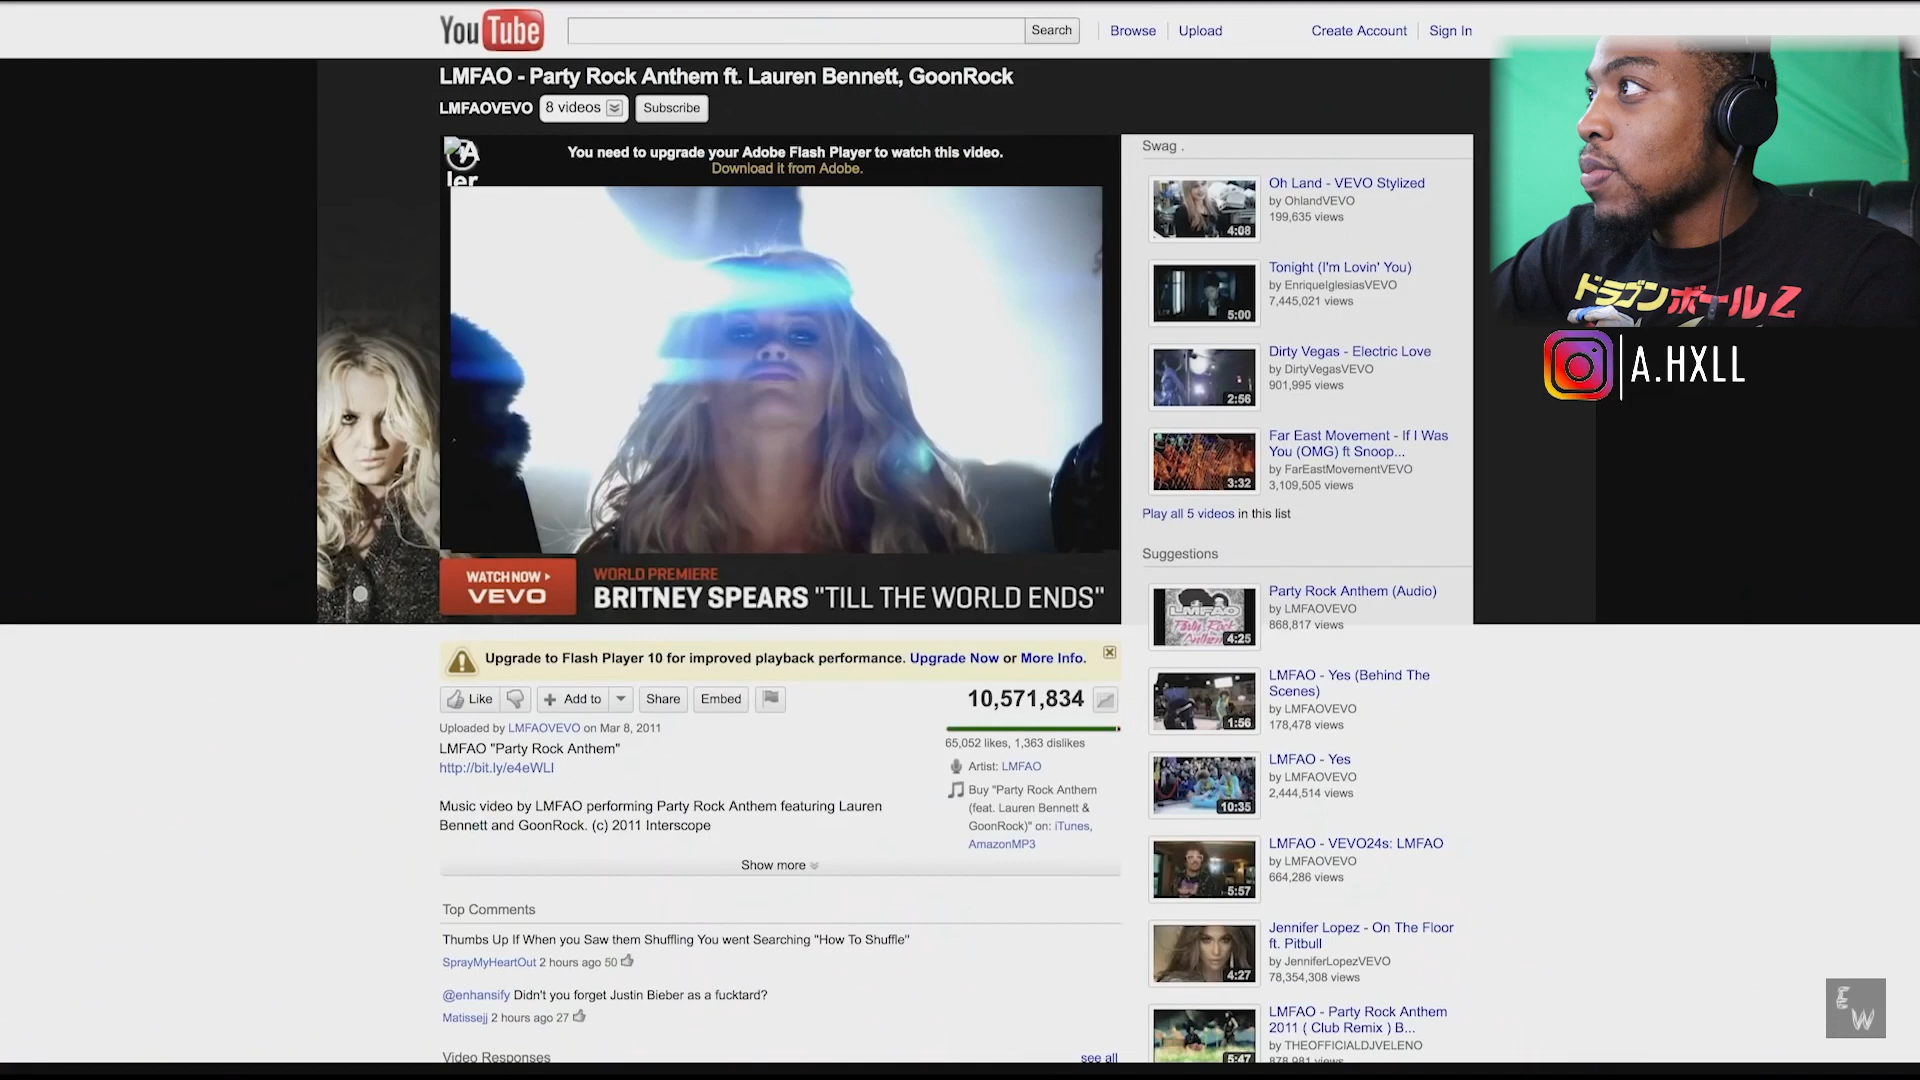 You Tube
Search
Browse
Upload
Create Account
Sign In
LMFAO - Party Rock Anthem ft. Lauren Bennett, GoonRock
LMFAOVEVO
8 videos
Subscribe
You need to upgrade your Adobe Flash Player to watch this video.
Download it from Adobe.
ler
WATCH NOW
VEVO
WORLD PREMIERE
BRITNEY SPEARS "TILL THE WORLD ENDS"
Upgrade to Flash Player 10 for improved playback performance. Upgrade Now or More Info.
Like
Add to
Share
Embed
10,571,834
Uploaded by LMFAOVEVO on Mar 8, 2011
LMFAO "Party Rock Anthem"
http://bit.ly/e4eWLI
Music video by LMFAO performing Party Rock Anthem featuring Lauren
Bennett and GoonRock. (c) 2011 Interscope
65,052 likes, 1,363 dislikes
Artist: LMFAO
Buy "Party Rock Anthem
(feat. Lauren Bennett &
GoonRock)" on: iTunes,
AmazonMP3
Show more
Top Comments
Thumbs Up If When you Saw them Shuffling You went Searching "How To Shuffle"
SprayMyHeartOut 2 hours ago 50
@enhansify Didn't you forget Justin Bieber as a fucktard?
Matissejj 2 hours ago 27
Video Responses
see all
Swag .
Oh Land - VEVO Stylized
by OhlandVEVO
199,635 views
4:08
Tonight (I'm Lovin' You)
by EnriqueIglesiasVEVO
7,445,021 views
5:00
Dirty Vegas - Electric Love
by DirtyVegasVEVO
901,995 views
2:56
Far East Movement - If I Was
You (OMG) ft Snoop...
by FarEastMovementVEVO
3,109,505 views
3:32
Play all 5 videos in this list
Suggestions
Party Rock Anthem (Audio)
by LMFAOVEVO
868,817 views
LMFAO
Party Rock
Anthem
4:25
LMFAO - Yes (Behind The
Scenes)
by LMFAOVEVO
178,478 views
1:56
LMFAO - Yes
by LMFAOVEVO
2,444,514 views
10:35
LMFAO - VEVO24s: LMFAO
by LMFAOVEVO
664,286 views
5:57
Jennifer Lopez - On The Floor
ft. Pitbull
by JenniferLopezVEVO
78,354,308 views
4:27
LMFAO - Party Rock Anthem
2011 ( Club Remix ) B...
by THEOFFICIALDJVELENO
878,981 views
5:47
ドラゴンボールZ
A.HXLL
EW